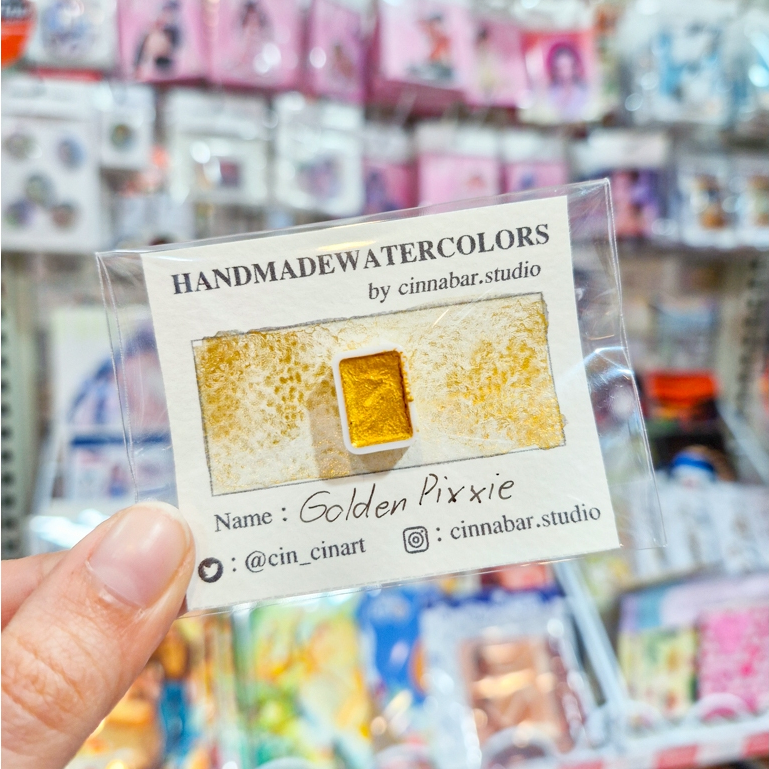 HANDMADEWATERCOLORS
by cinnabar.studio
Name : Golden Pixxie
: @cin_cinart : cinnabar.studio